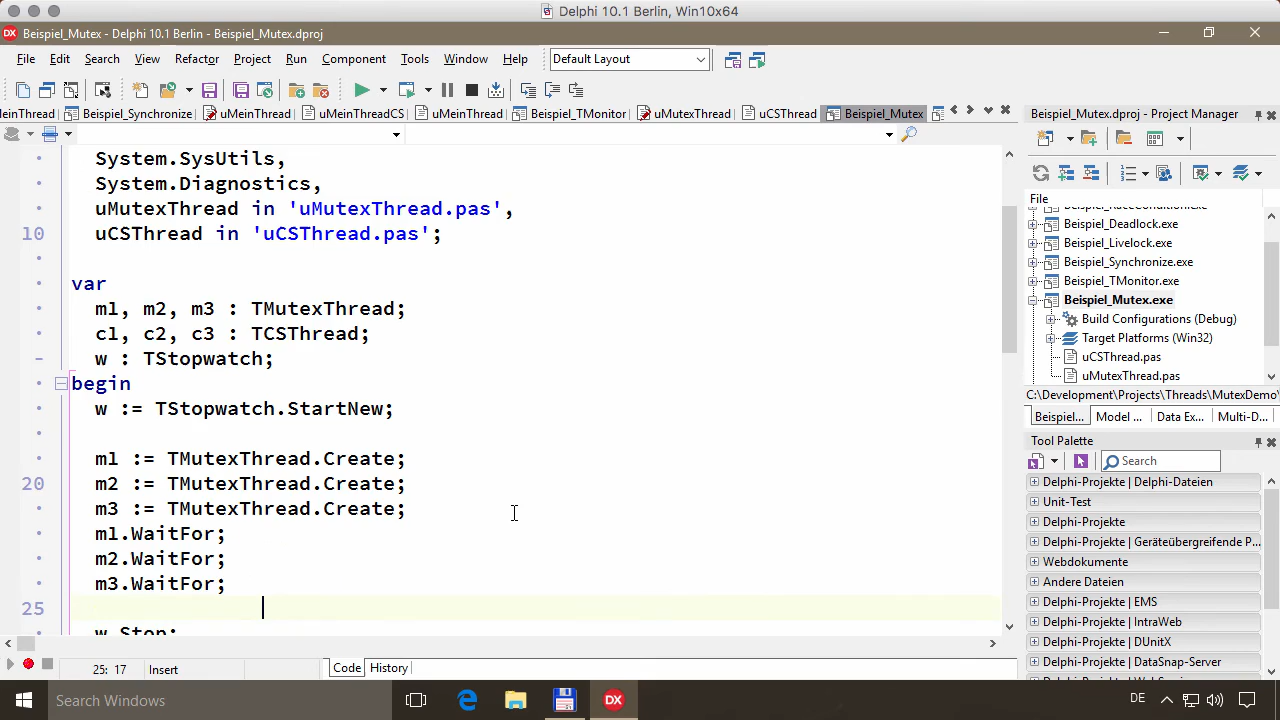 Delphi 10.1 Berlin, Win10x64
Beispiel_Mutex - Delphi 10.1 Berlin - Beispiel_Mutex.dproj
File Edit Search View Refactor Project Run Component Tools Window Help
Default Layout
MeinThread Beispiel_Synchronize uMeinThread uMeinThreadCS uMeinThread Beispiel_TMonitor uMutexThread uCSThread Beispiel_Mutex
System.SysUtils,
System.Diagnostics,
uMutexThread in 'uMutexThread.pas',
10 uCSThread in 'uCSThread.pas';
var
m1, m2, m3 : TMutexThread;
c1, c2, c3 : TCSThread;
w : TStopwatch;
begin
w := TStopwatch.StartNew;
m1 := TMutexThread.Create;
20 m2 := TMutexThread.Create;
m3 := TMutexThread.Create;
m1.WaitFor;
m2.WaitFor;
m3.WaitFor;
25
w.Stop;
25: 17 Insert
Code History
Beispiel_Mutex.dproj - Project Manager
File
Beispiel_Deadlock.exe
Beispiel_Livelock.exe
Beispiel_Synchronize.exe
Beispiel_TMonitor.exe
Beispiel_Mutex.exe
Build Configurations (Debug)
Target Platforms (Win32)
uCSThread.pas
uMutexThread.pas
C:\Development\Projects\Threads\MutexDemo\
Beispiel... Model ... Data Ex... Multi-D...
Tool Palette
Search
Delphi-Projekte | Delphi-Dateien
Unit-Test
Delphi-Projekte
Delphi-Projekte | Geräteübergreifende P...
Webdokumente
Andere Dateien
Delphi-Projekte | EMS
Delphi-Projekte | IntraWeb
Delphi-Projekte | DUnitX
Delphi-Projekte | DataSnap-Server
Search Windows
DX
DE